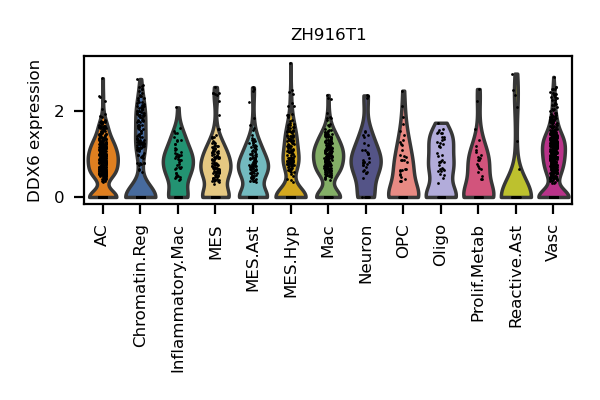 ZH916T1
DDX6 expression
2
0
AC
Chromatin.Reg
Inflammatory.Mac
MES
MES.Ast
MES.Hyp
Mac
Neuron
OPC
Oligo
Prolif.Metab
Reactive.Ast
Vasc